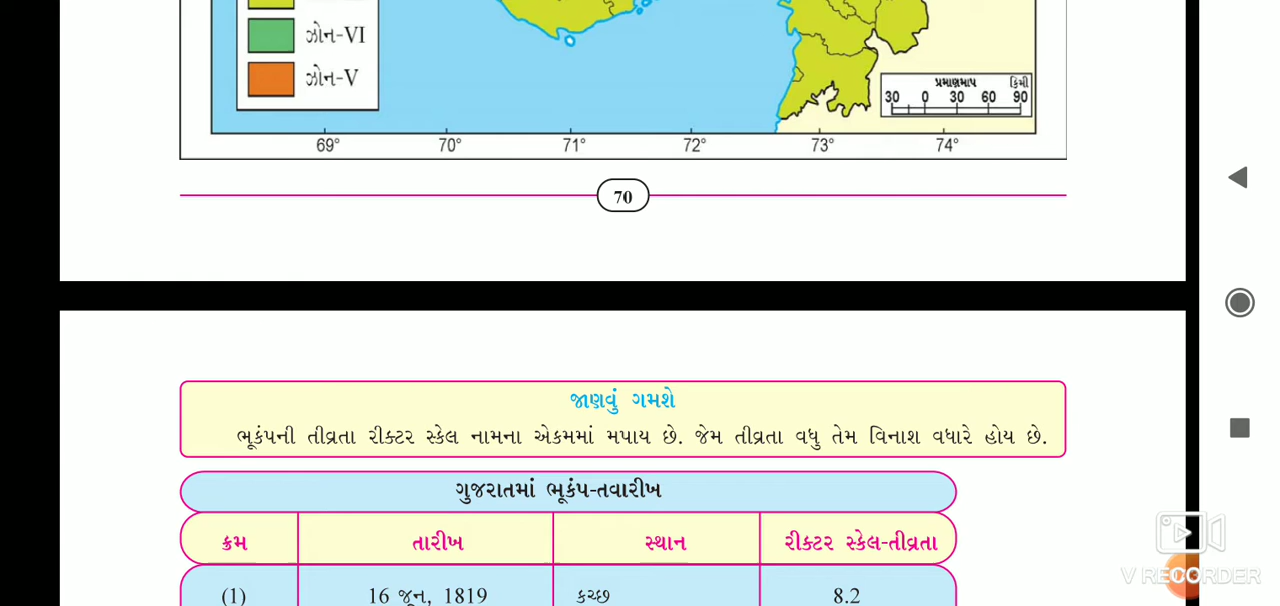 ઝોન-VI
ઝોન-V
પ્રમાણમાપ કિમી
30 0 30 60 90
69° 70° 71° 72° 73° 74°
70
જાણવું ગમશે
ભૂકંપની તીવ્રતા રીક્ટર સ્કેલ નામના એકમમાં મપાય છે. જેમ તીવ્રતા વધુ તેમ વિનાશ વધારે હોય છે.
ગુજરાતમાં ભૂકંપ-તવારીખ
ક્રમ તારીખ સ્થાન રીક્ટર સ્કેલ-તીવ્રતા
(1) 16 જૂન, 1819 કચ્છ 8.2
V RECORDER